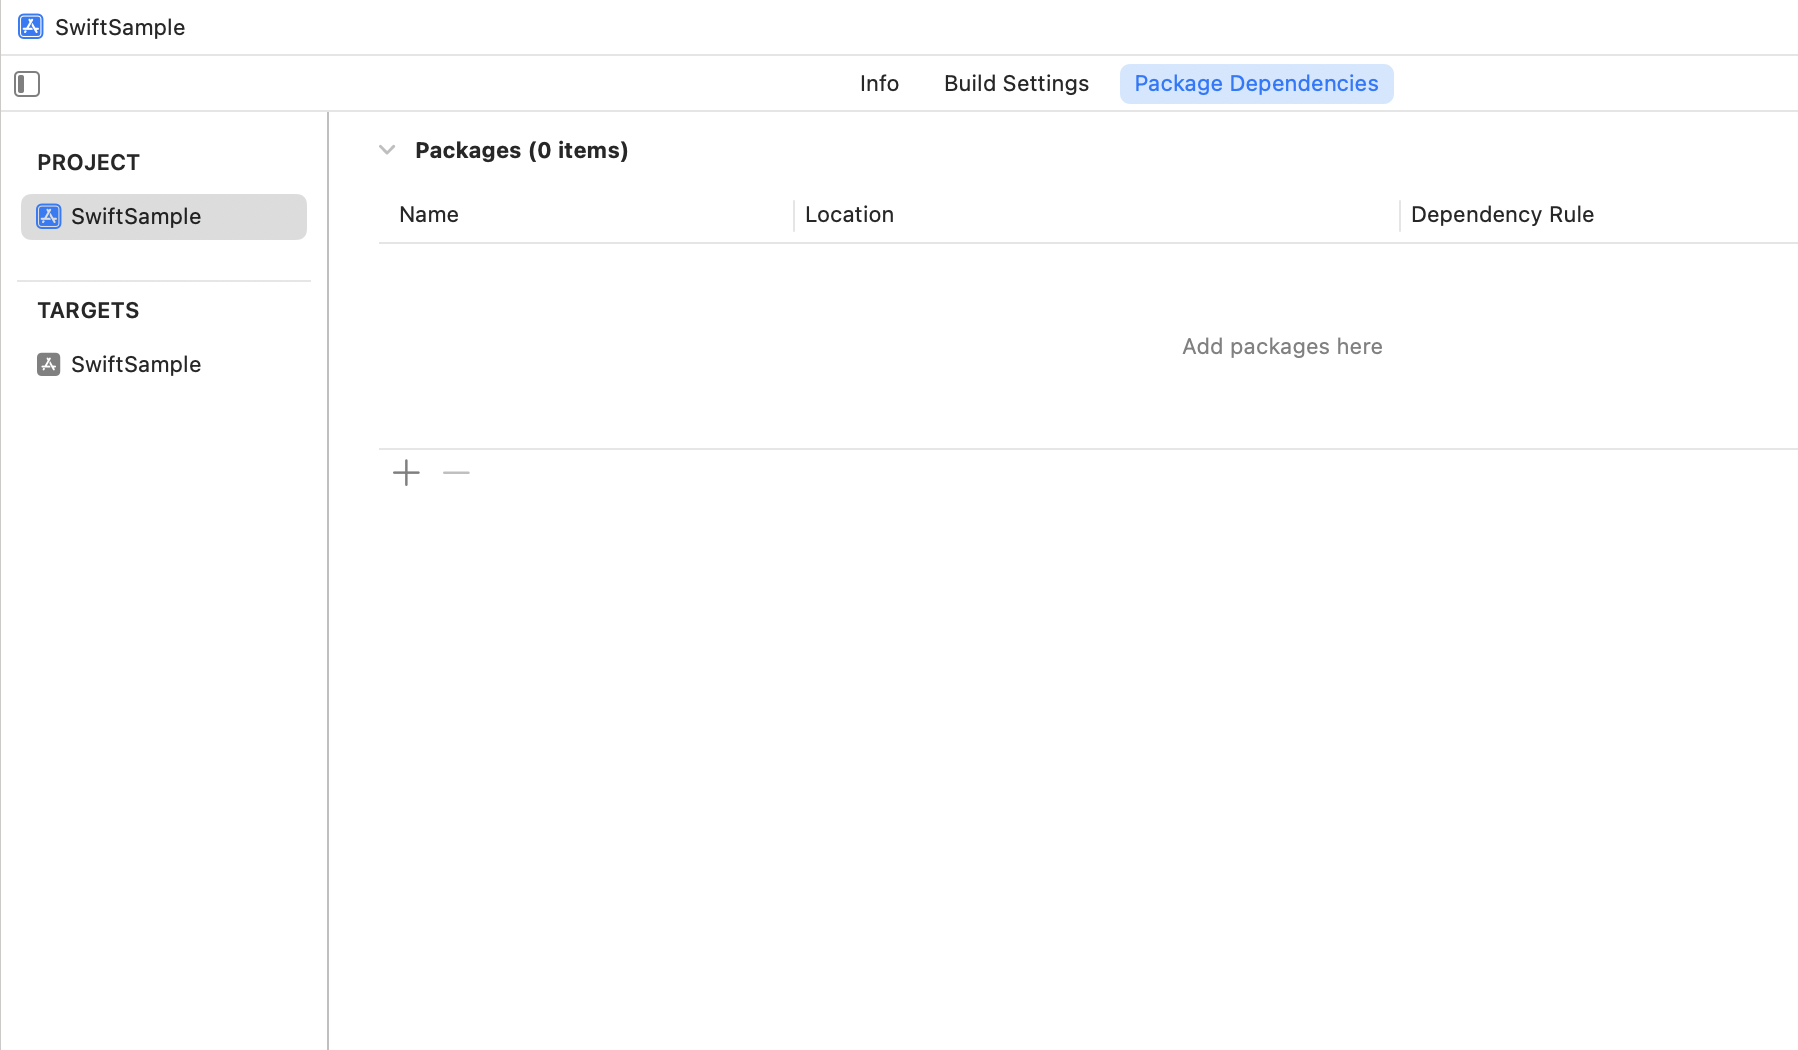 SwiftSample
Info Build Settings Package Dependencies
PROJECT
SwiftSample
TARGETS
SwiftSample
Packages (0 items)
Name Location Dependency Rule
Add packages here